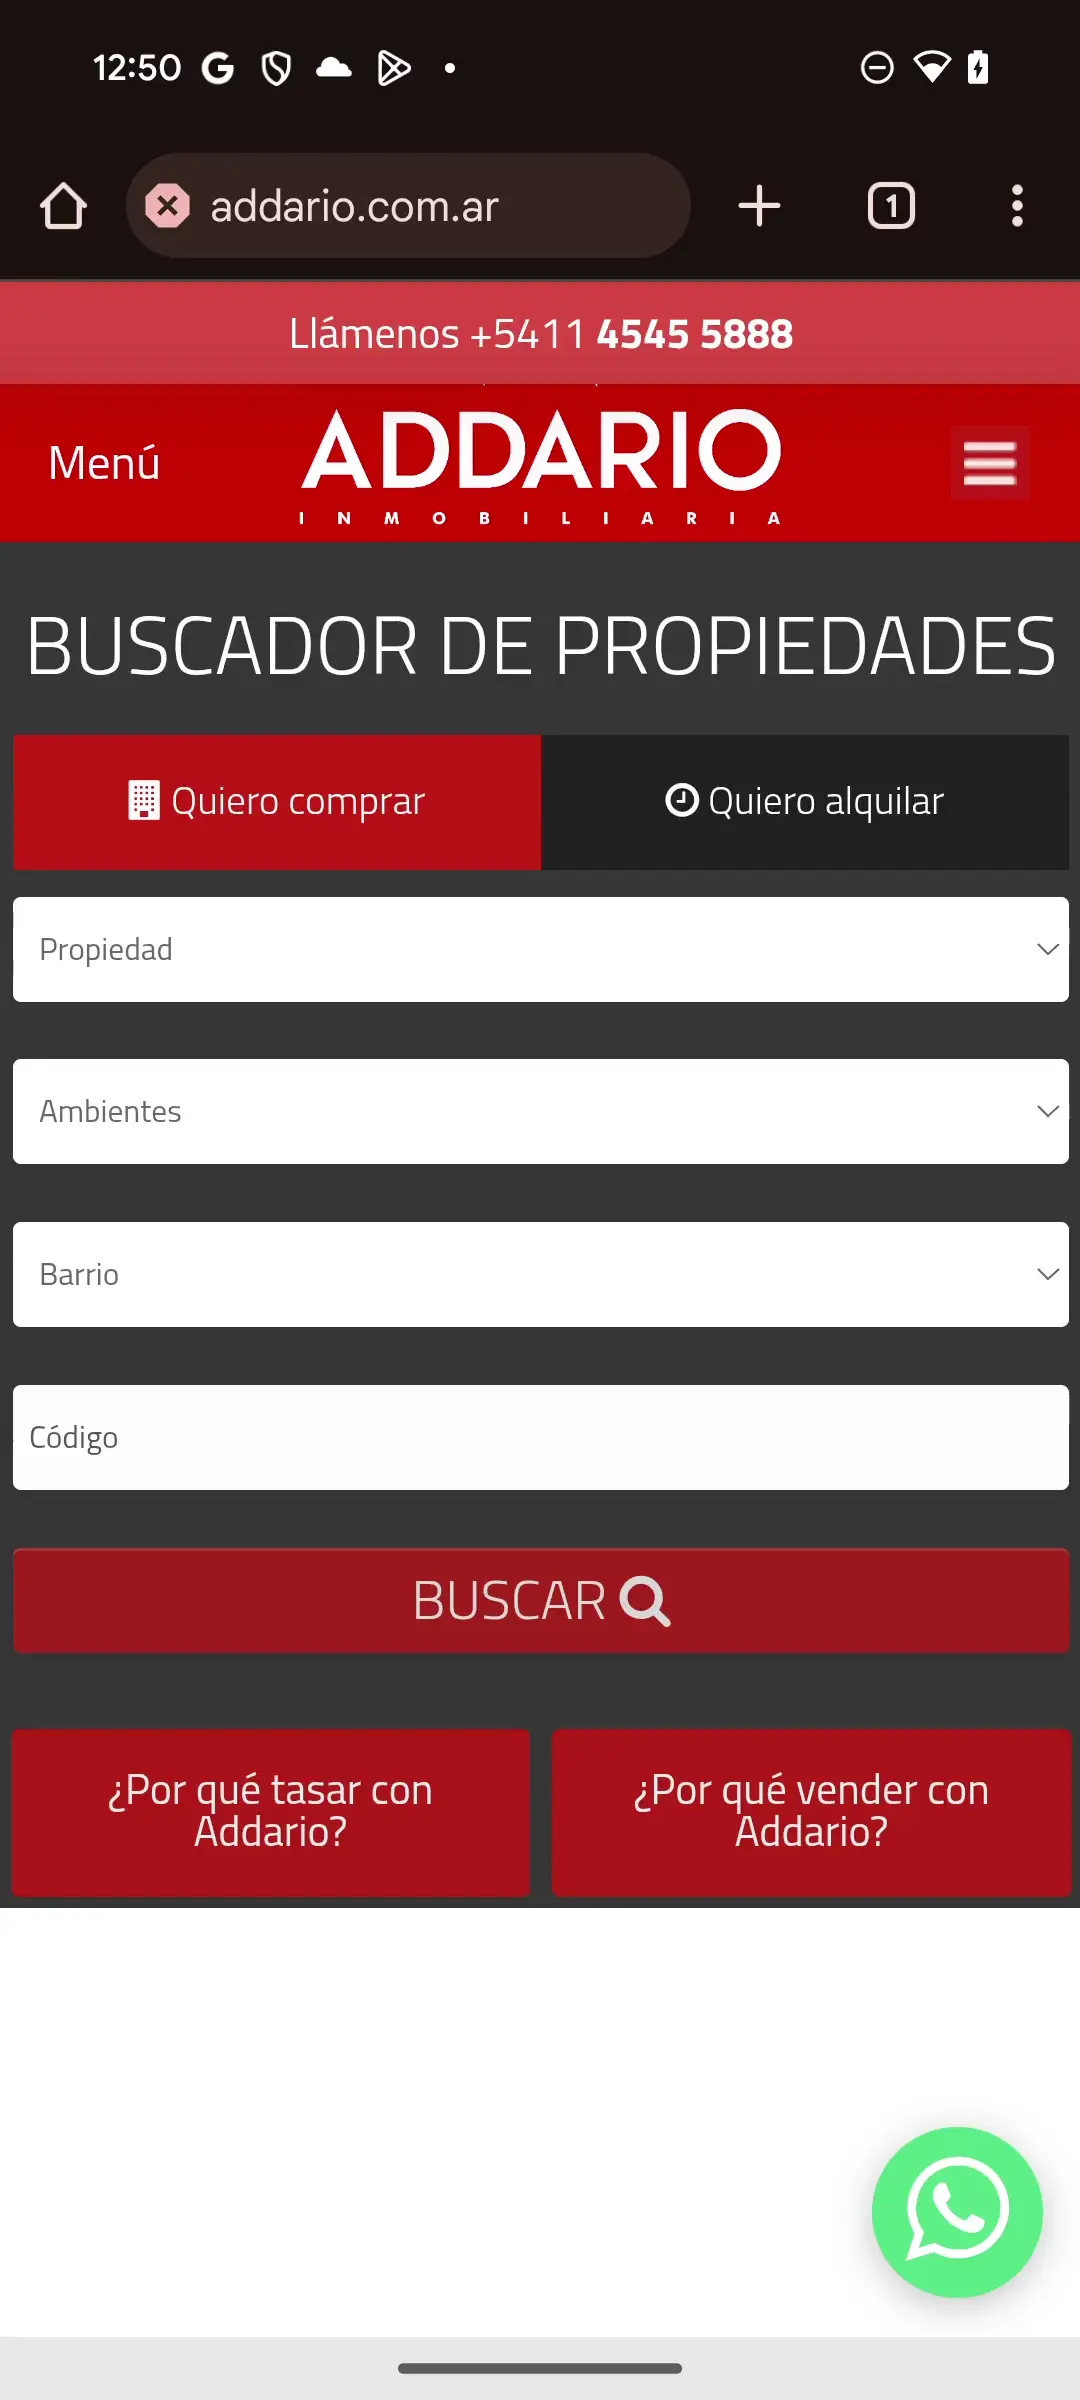 12:50
addario.com.ar
1
Llámenos +5411 4545 5888
Menú
ADDARIO
INMOBILIARIA
BUSCADOR DE PROPIEDADES
Quiero comprar
Quiero alquilar
Propiedad
Ambientes
Barrio
Código
BUSCAR
¿Por qué tasar con
Addario?
¿Por qué vender con
Addario?